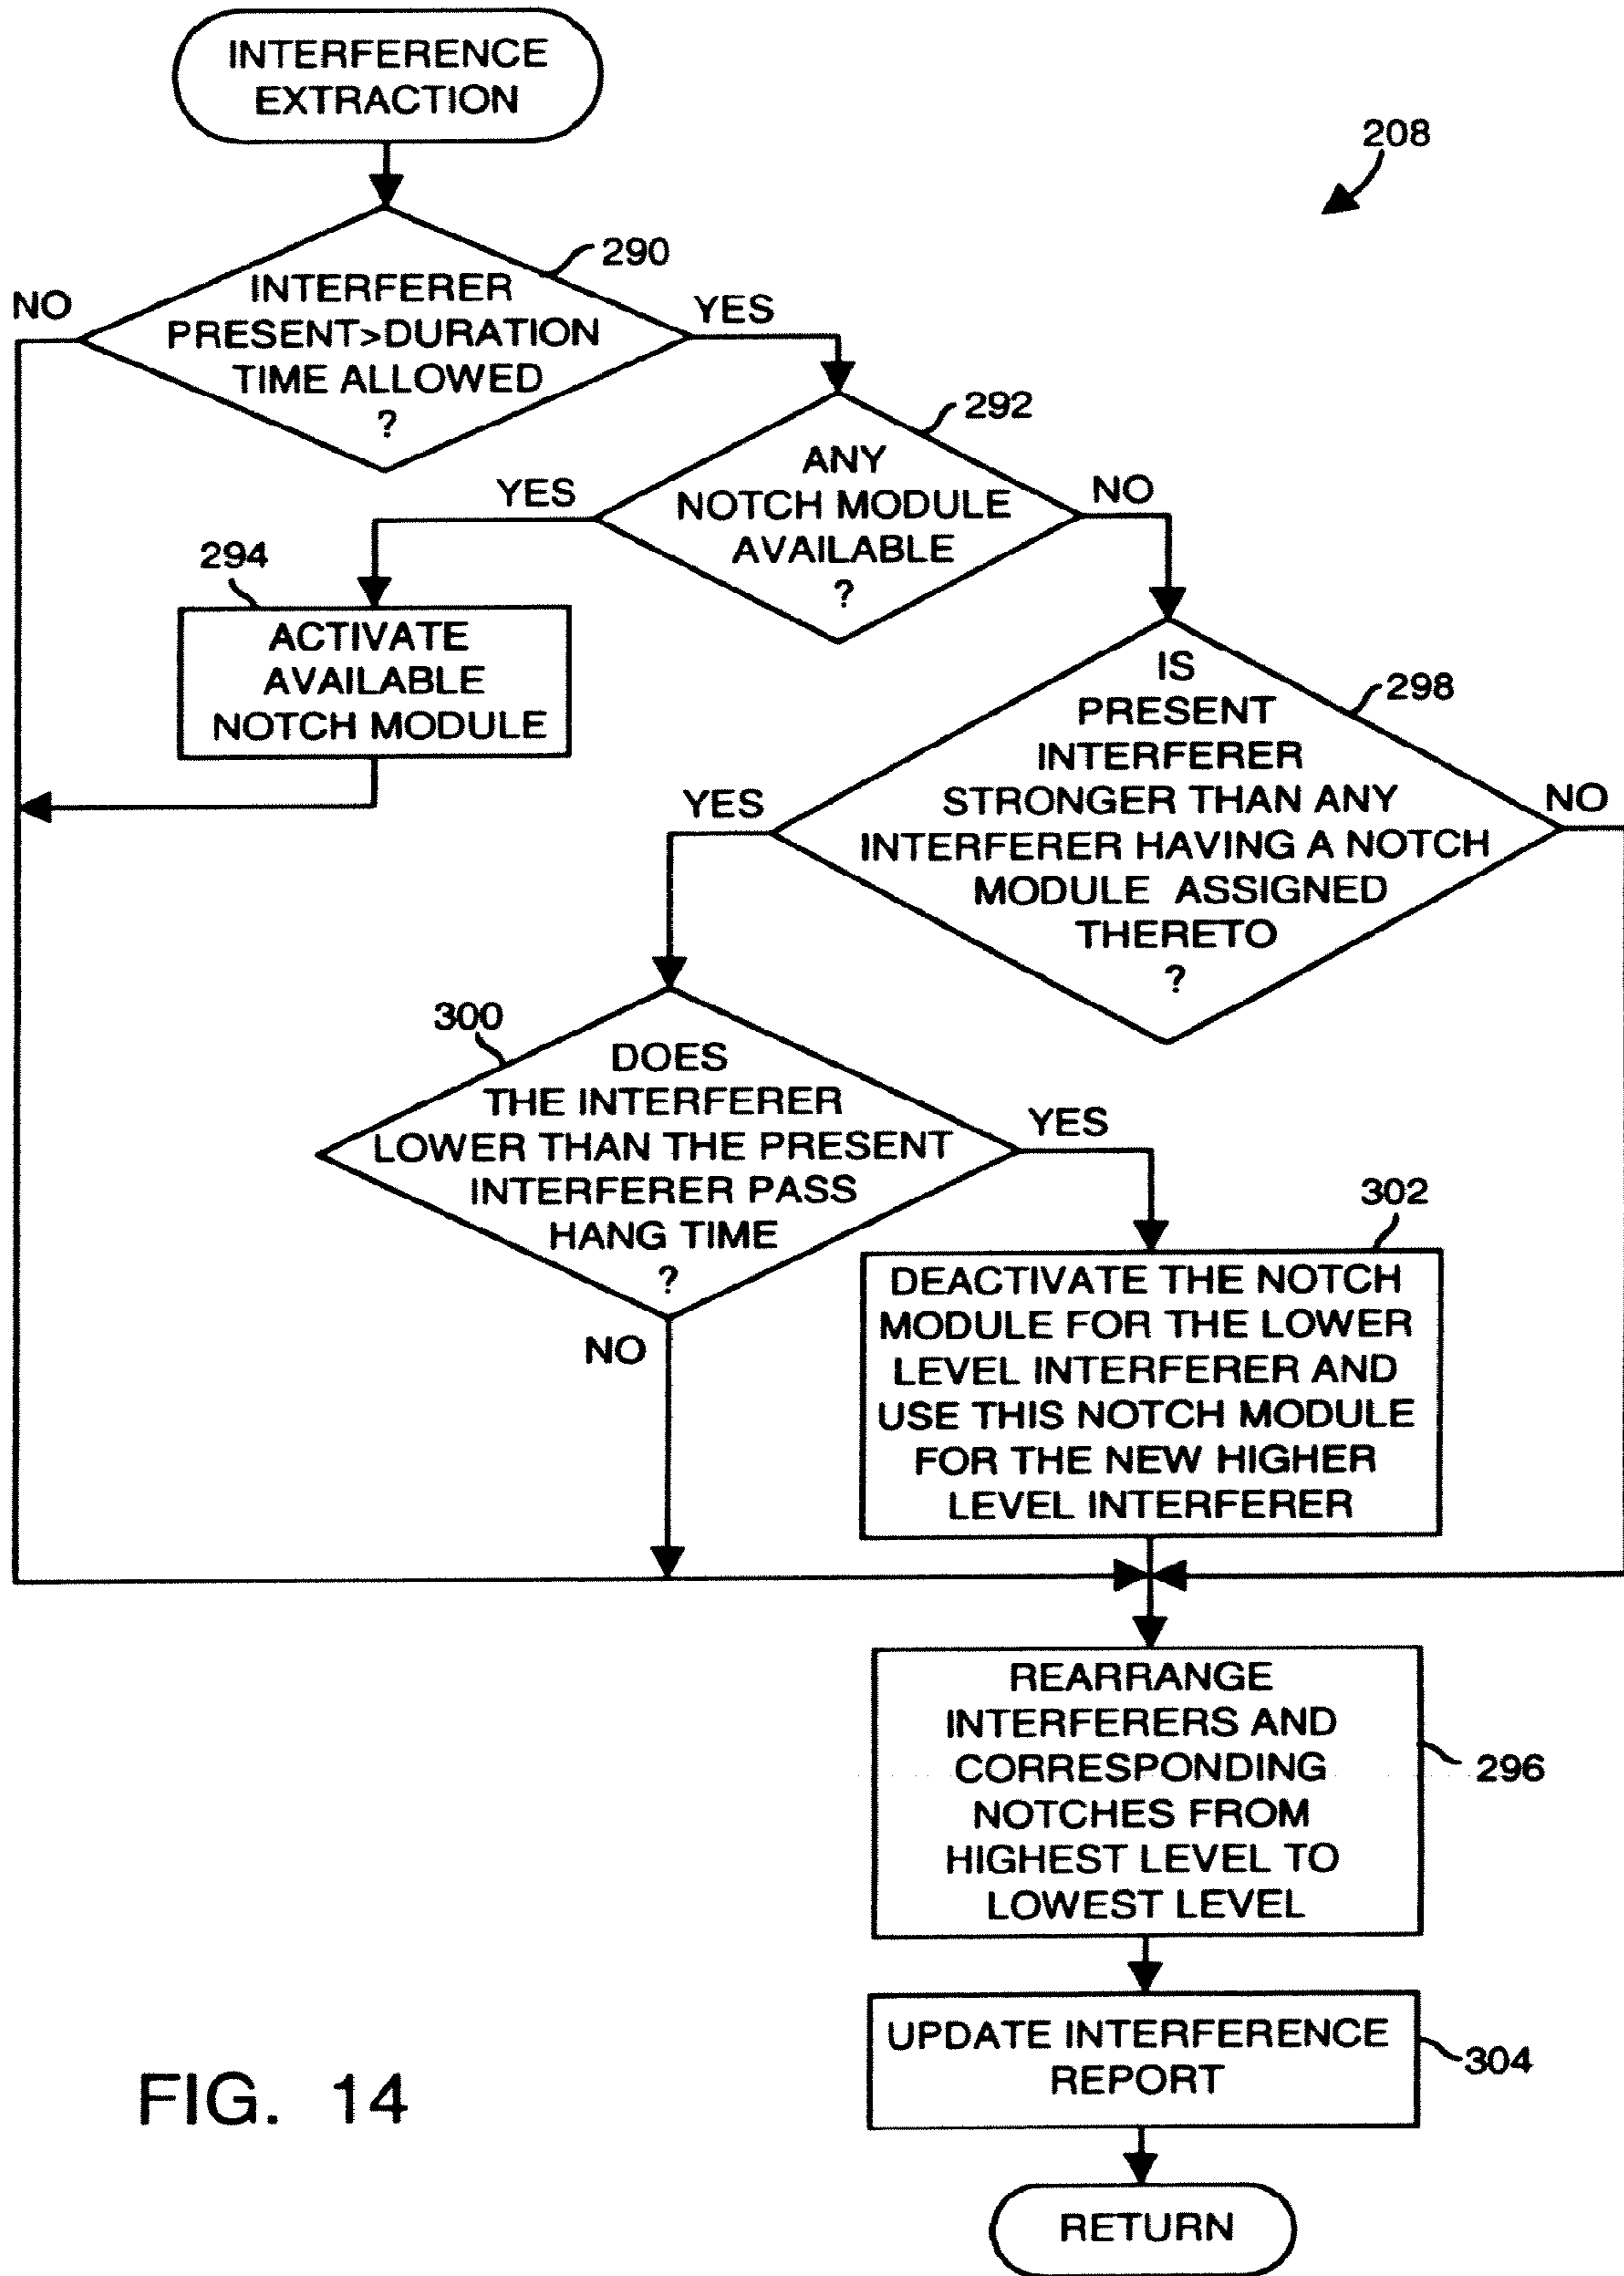 INTERFERENCE
EXTRACTION
208
290
INTERFERER
PRESENT>DURATION
TIME ALLOWED
?
NO
YES
292
ANY
NOTCH MODULE
AVAILABLE
?
YES
NO
294
ACTIVATE
AVAILABLE
NOTCH MODULE
298
IS
PRESENT
INTERFERER
STRONGER THAN ANY
INTERFERER HAVING A NOTCH
MODULE ASSIGNED
THERETO
?
YES
NO
300
DOES
THE INTERFERER
LOWER THAN THE PRESENT
INTERFERER PASS
HANG TIME
?
YES
NO
302
DEACTIVATE THE NOTCH
MODULE FOR THE LOWER
LEVEL INTERFERER AND
USE THIS NOTCH MODULE
FOR THE NEW HIGHER
LEVEL INTERFERER
REARRANGE
INTERFERERS AND
CORRESPONDING
NOTCHES FROM
HIGHEST LEVEL TO
LOWEST LEVEL
296
UPDATE INTERFERENCE
REPORT
304
RETURN
FIG. 14